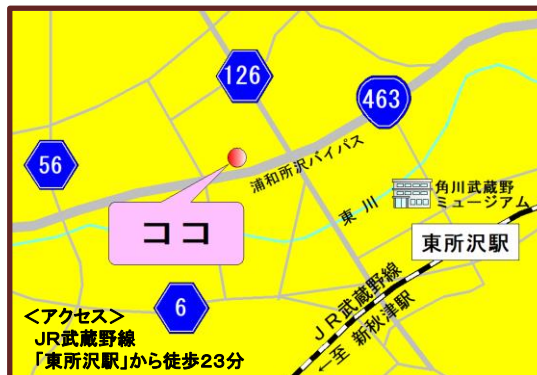 126
463
56
浦和所沢バイパス
角川武蔵野
ミュージアム
東川
ココ
東所沢駅
6
JR武蔵野線
←至 新秋津駅
＜アクセス＞
JR武蔵野線
「東所沢駅」から徒歩23分